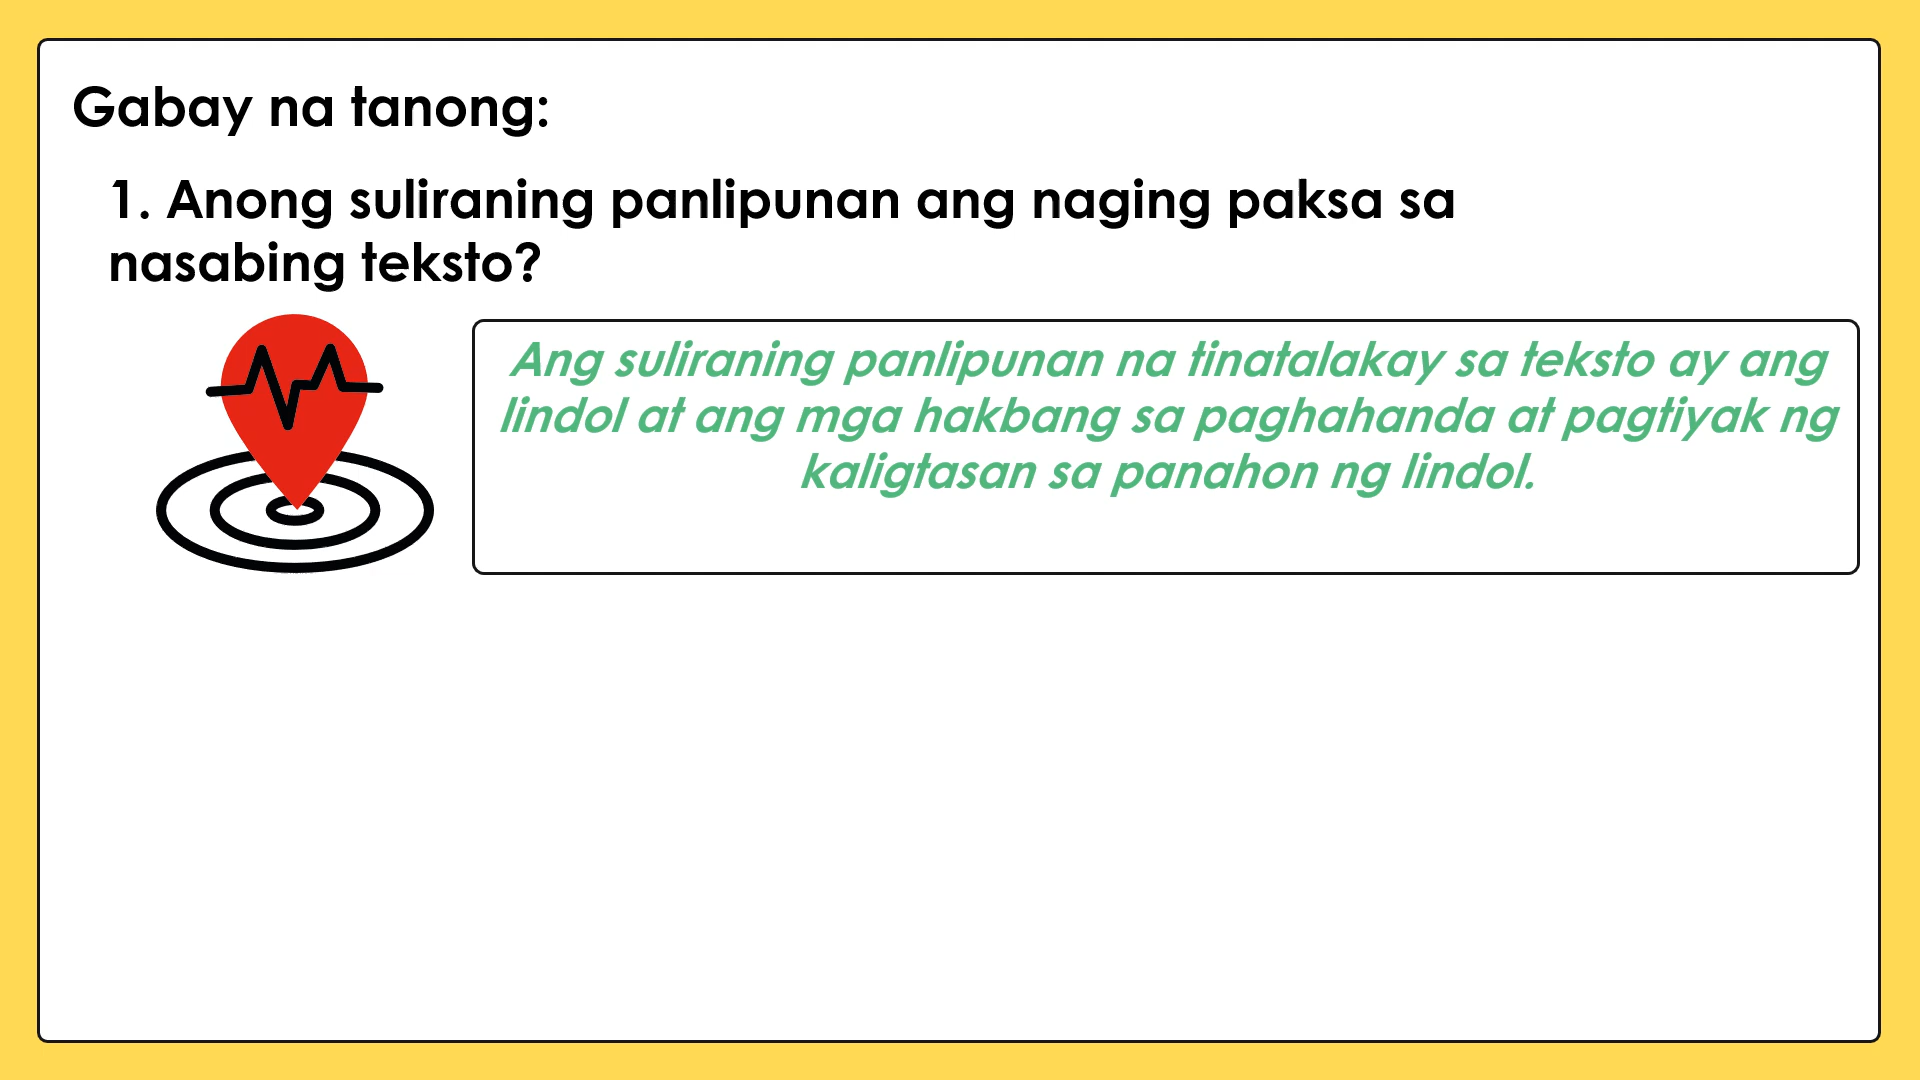 Gabay na tanong:
1. Anong suliraning panlipunan ang naging paksa sa
nasabing teksto?
Ang suliraning panlipunan na tinatalakay sa teksto ay ang
lindol at ang mga hakbang sa paghahanda at pagtiyak ng
kaligtasan sa panahon ng lindol.